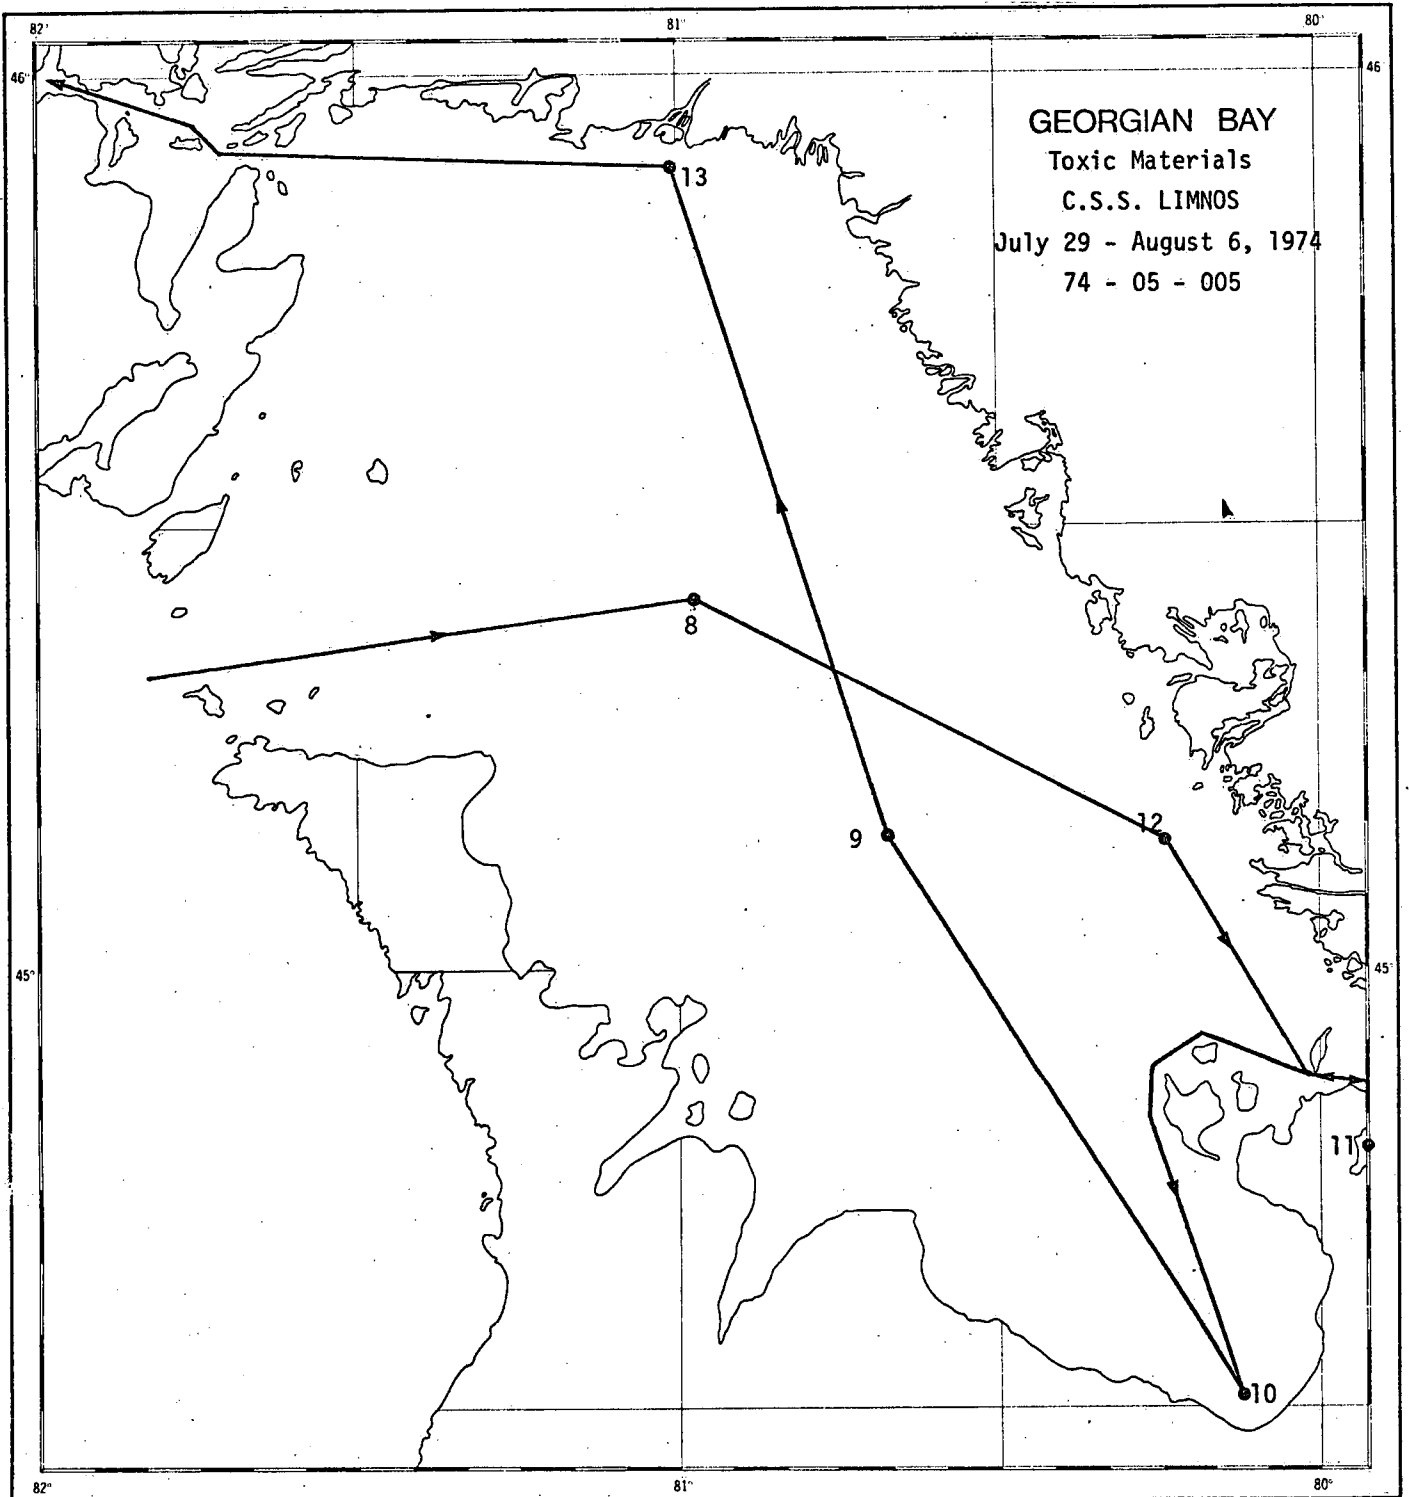 82' 81° 80'
46° 46
GEORGIAN BAY
Toxic Materials
C.S.S. LIMNOS
July 29 - August 6, 1974
74 - 05 - 005
13
8
12
9
45° 45
11
10
82° 81° 80°